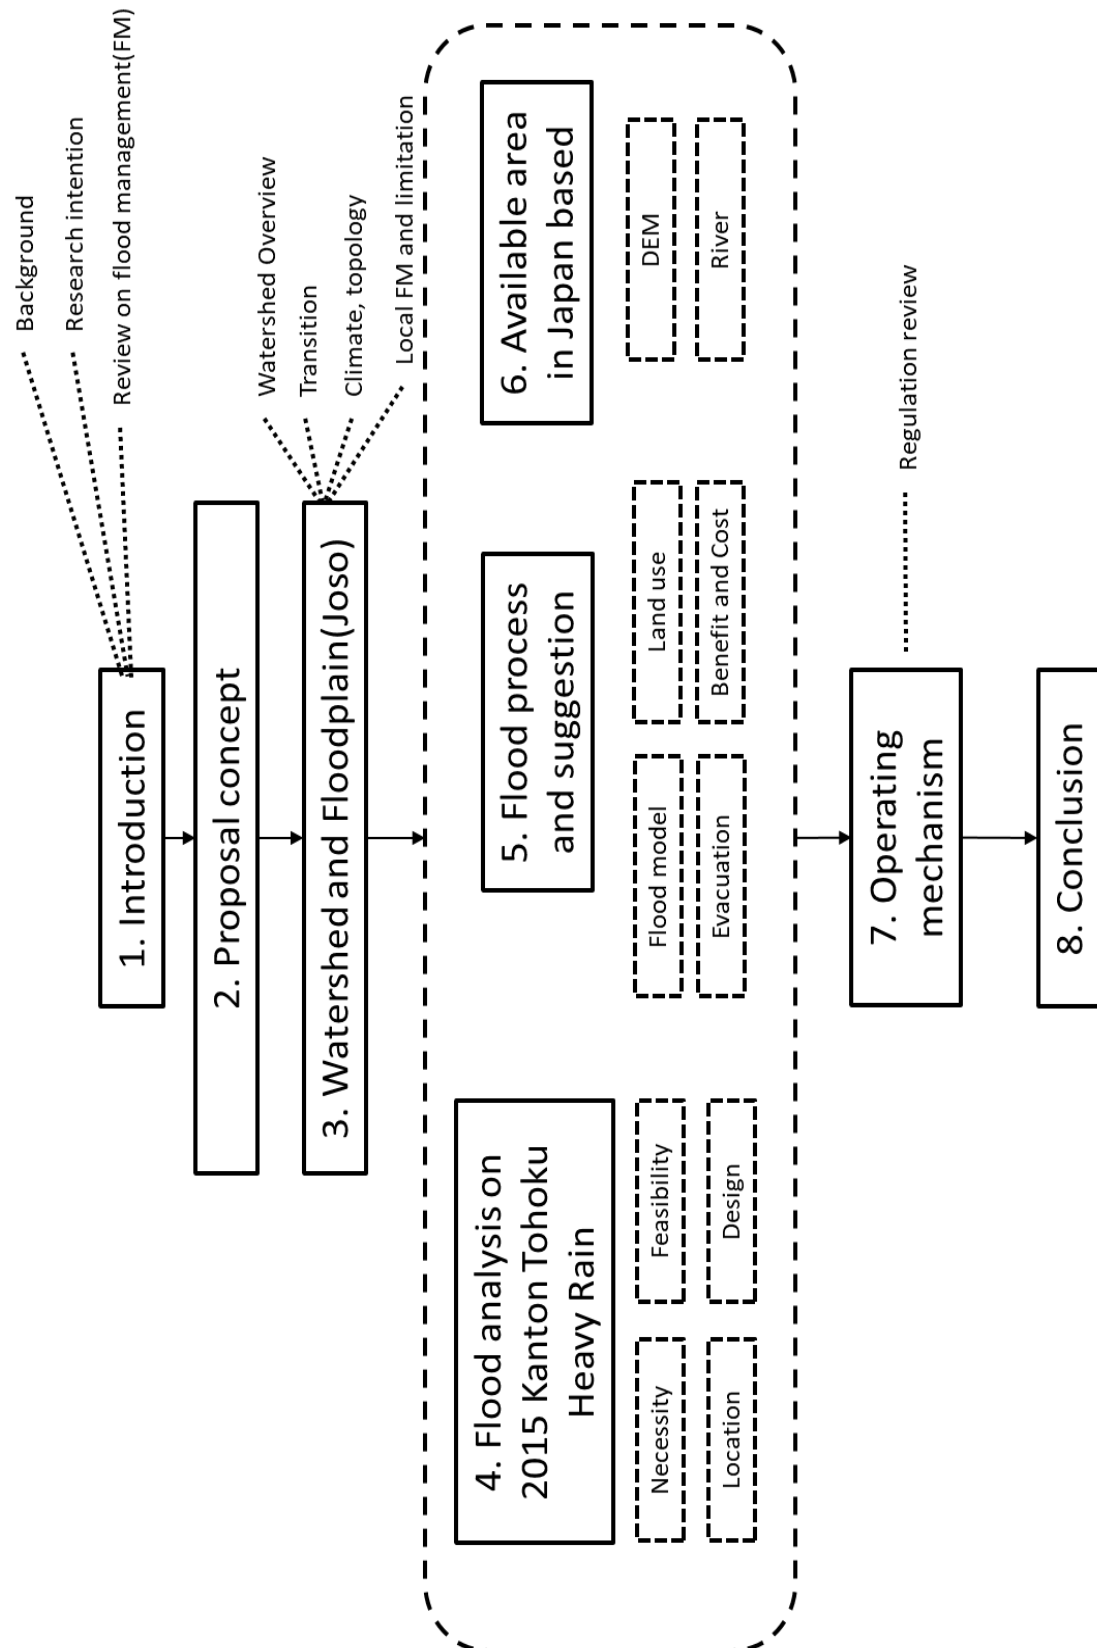 1. Introduction
Background
Research intention
Review on flood management(FM)
2. Proposal concept
3. Watershed and Floodplain(Joso)
Watershed Overview
Transition
Climate, topology
Local FM and limitation
4. Flood analysis on
2015 Kanton Tohoku
Heavy Rain
Necessity
Feasibility
Location
Design
5. Flood process
and suggestion
Flood model
Land use
Evacuation
Benefit and Cost
6. Available area
in Japan based
DEM
River
7. Operating
mechanism
Regulation review
8. Conclusion